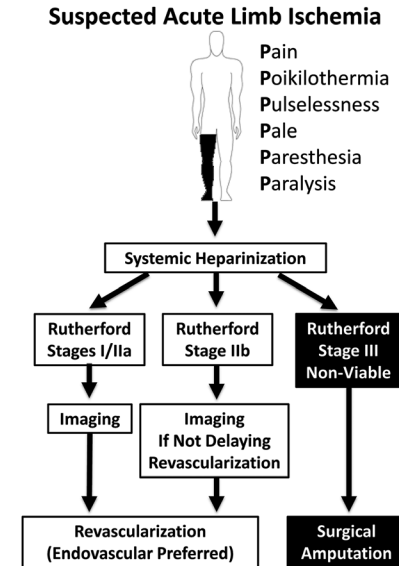 Suspected Acute Limb Ischemia
Pain
Poikilothermia
Pulselessness
Pale
Paresthesia
Paralysis
Systemic Heparinization
Rutherford
Stages I/IIa
Rutherford
Stage IIb
Rutherford
Stage III
Non-Viable
Imaging
Imaging
If Not Delaying
Revascularization
Revascularization
(Endovascular Preferred)
Surgical
Amputation